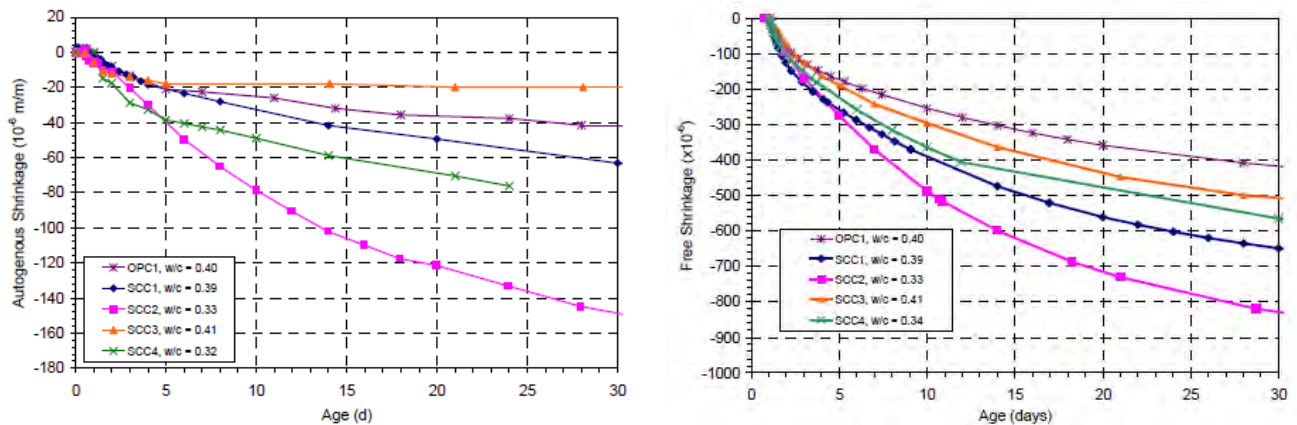 20
0
-20
-40
-60
-80
-100
-120
-140
-160
-180
Autogenous Shrinkage (10⁻⁶ m/m)
OPC1, w/c = 0.40
SCC1, w/c = 0.39
SCC2, w/c = 0.33
SCC3, w/c = 0.41
SCC4, w/c = 0.32
0 5 10 15 20 25 30
Age (d)
0
-100
-200
-300
-400
-500
-600
-700
-800
-900
-1000
Free Shrinkage (x10⁻⁶)
OPC1, w/c = 0.40
SCC1, w/c = 0.39
SCC2, w/c = 0.33
SCC3, w/c = 0.41
SCC4, w/c = 0.34
0 5 10 15 20 25 30
Age (days)